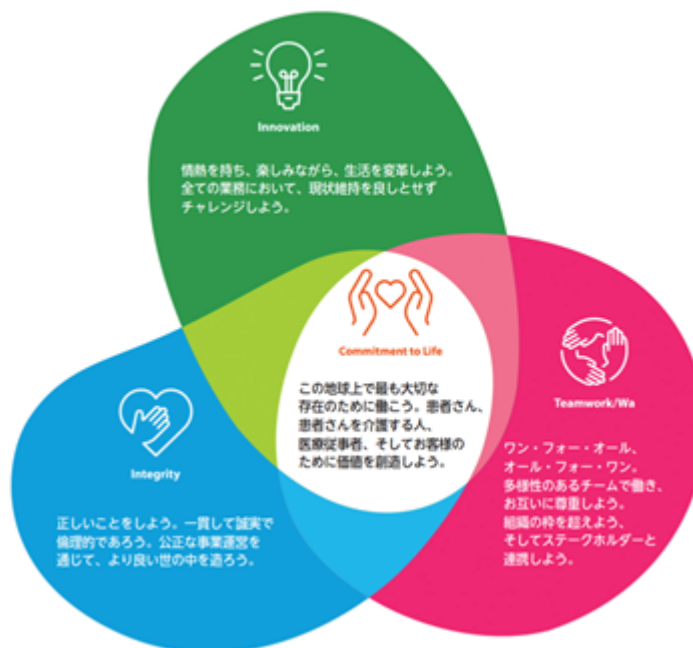 Innovation
情熱を持ち、楽しみながら、生活を変革しよう。
全ての業務において、現状維持を良しとせず
チャレンジしよう。
Commitment to Life
この地球上で最も大切な
存在のために働こう。患者さん、
患者さんを介護する人、
医療従事者、そしてお客様の
ために価値を創造しよう。
Teamwork/Wa
ワン・フォー・オール、
オール・フォー・ワン。
多様性のあるチームで働き、
お互いに尊重しよう。
組織の枠を超えよう、
そしてステークホルダーと
連携しよう。
Integrity
正しいことをしよう。一貫して誠実で
倫理的であろう。公正な事業運営を
通じて、より良い世の中を造ろう。